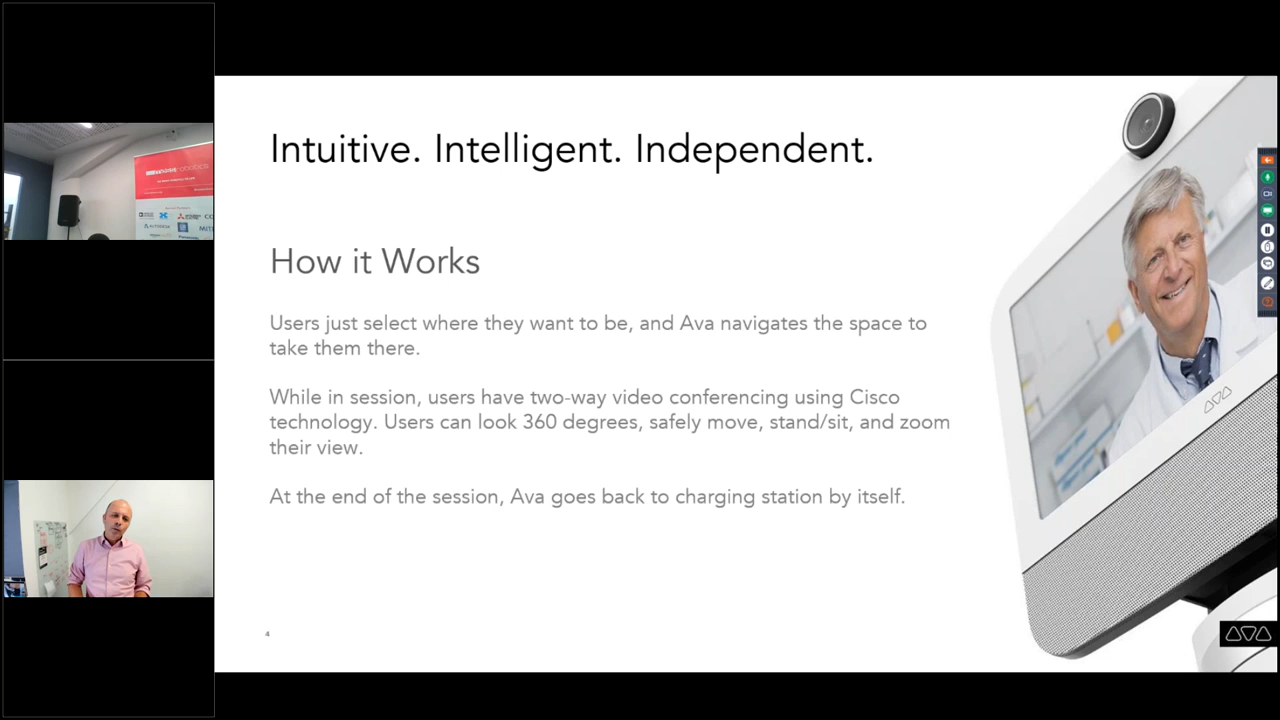 Intuitive. Intelligent. Independent.
How it Works
Users just select where they want to be, and Ava navigates the space to
take them there.
While in session, users have two-way video conferencing using Cisco
technology. Users can look 360 degrees, safely move, stand/sit, and zoom
their view.
At the end of the session, Ava goes back to charging station by itself.
4
robotics
AUTODESK
MIT